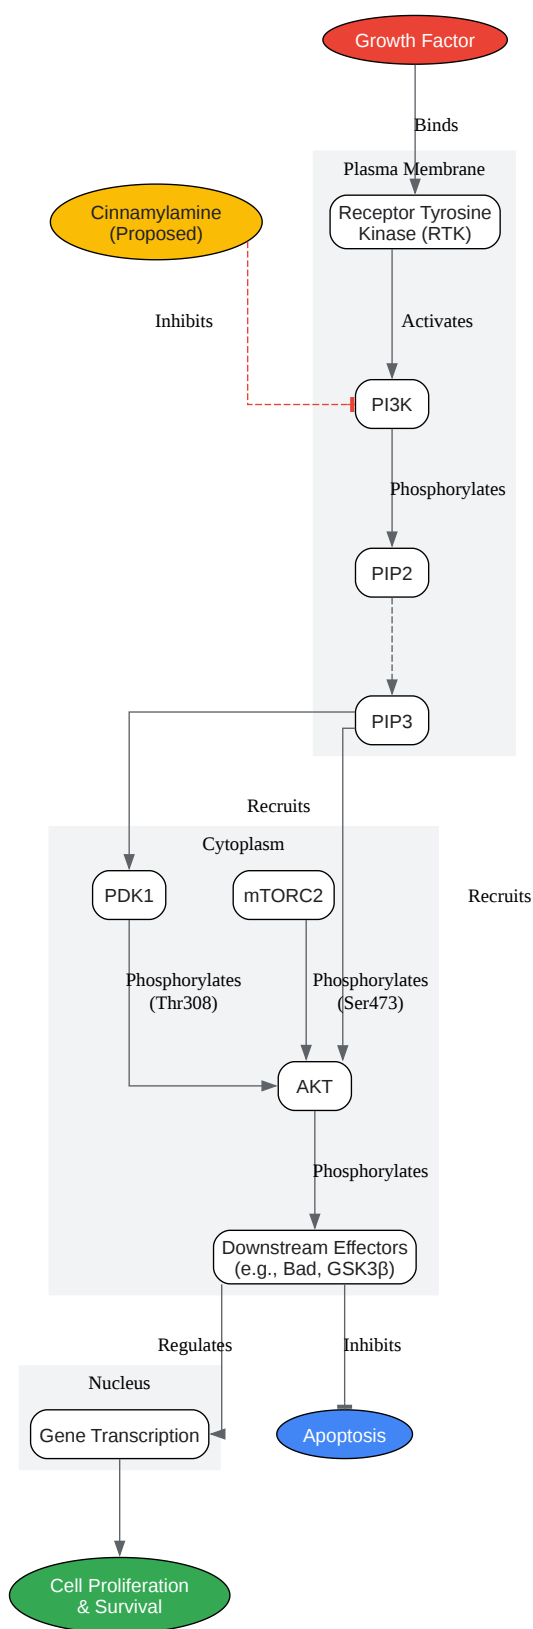 Growth Factor
Binds
Plasma Membrane
Receptor Tyrosine
Kinase (RTK)
Cinnamylamine
(Proposed)
Inhibits
Activates
PI3K
Phosphorylates
PIP2
PIP3
Recruits
Cytoplasm
PDK1
mTORC2
Recruits
Phosphorylates
(Thr308)
Phosphorylates
(Ser473)
AKT
Phosphorylates
Downstream Effectors
(e.g., Bad, GSK3β)
Regulates
Inhibits
Nucleus
Gene Transcription
Apoptosis
Cell Proliferation
& Survival